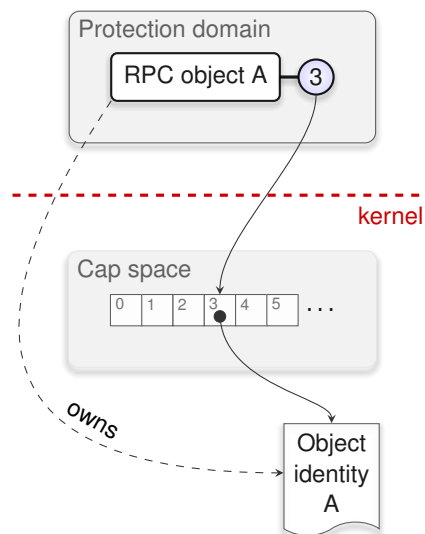 Protection domain
RPC object A
3
kernel
Cap space
0 1 2 3 4 5 ...
owns
Object
identity
A